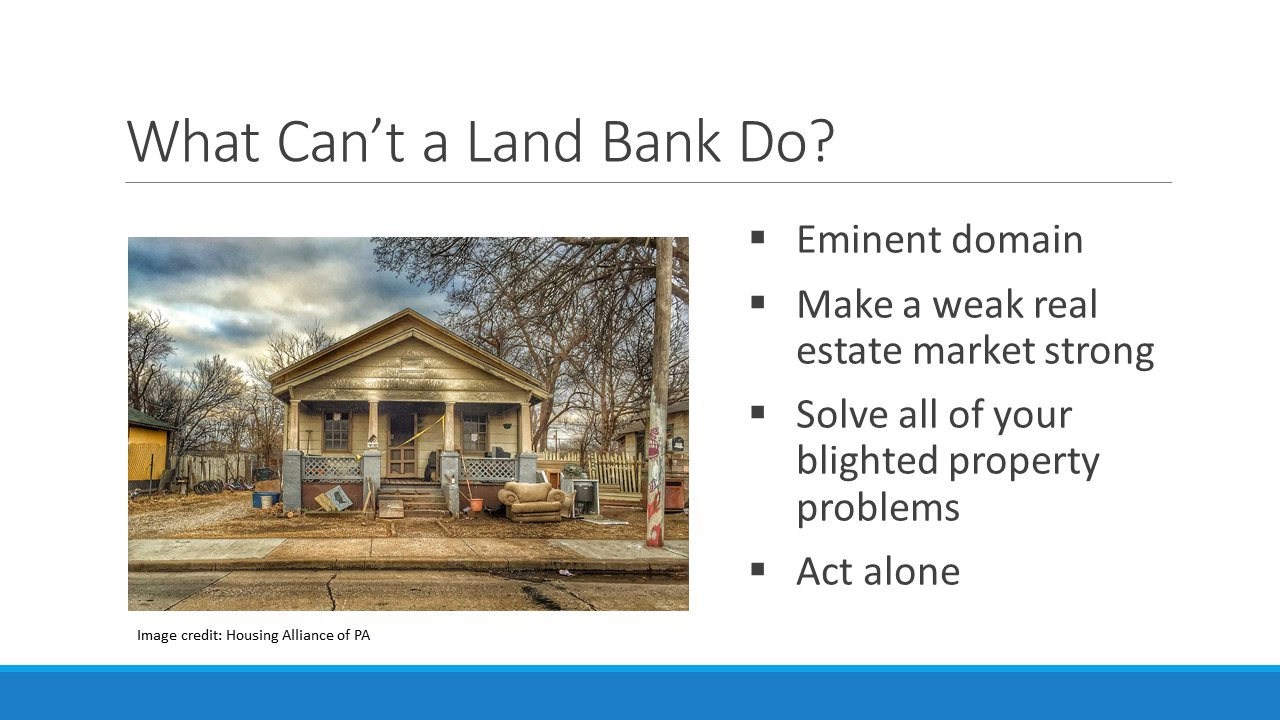 What Can’t a Land Bank Do?
▪ Eminent domain
▪ Make a weak real
estate market strong
▪ Solve all of your
blighted property
problems
▪ Act alone
Image credit: Housing Alliance of PA